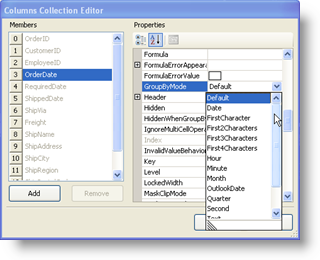 Columns Collection Editor
Members
0 OrderID
1 CustomerID
2 EmployeeID
3 OrderDate
4 RequiredDate
5 ShippedDate
6 ShipVia
7 Freight
8 ShipName
9 ShipAddress
10 ShipCity
11 ShipRegion
Add
Remove
Properties
Formula
FormulaErrorAppeara
FormulaErrorValue
GroupByMode Default
Header
Hidden
HiddenWhenGroupBy
IgnoreMultiCellOpera
Index
InvalidValueBehavior
Key
Level
LockedWidth
MaskClipMode
Default
Date
FirstCharacter
First2Characters
First3Characters
First4Characters
Hour
Minute
Month
OutlookDate
Quarter
Second
Text